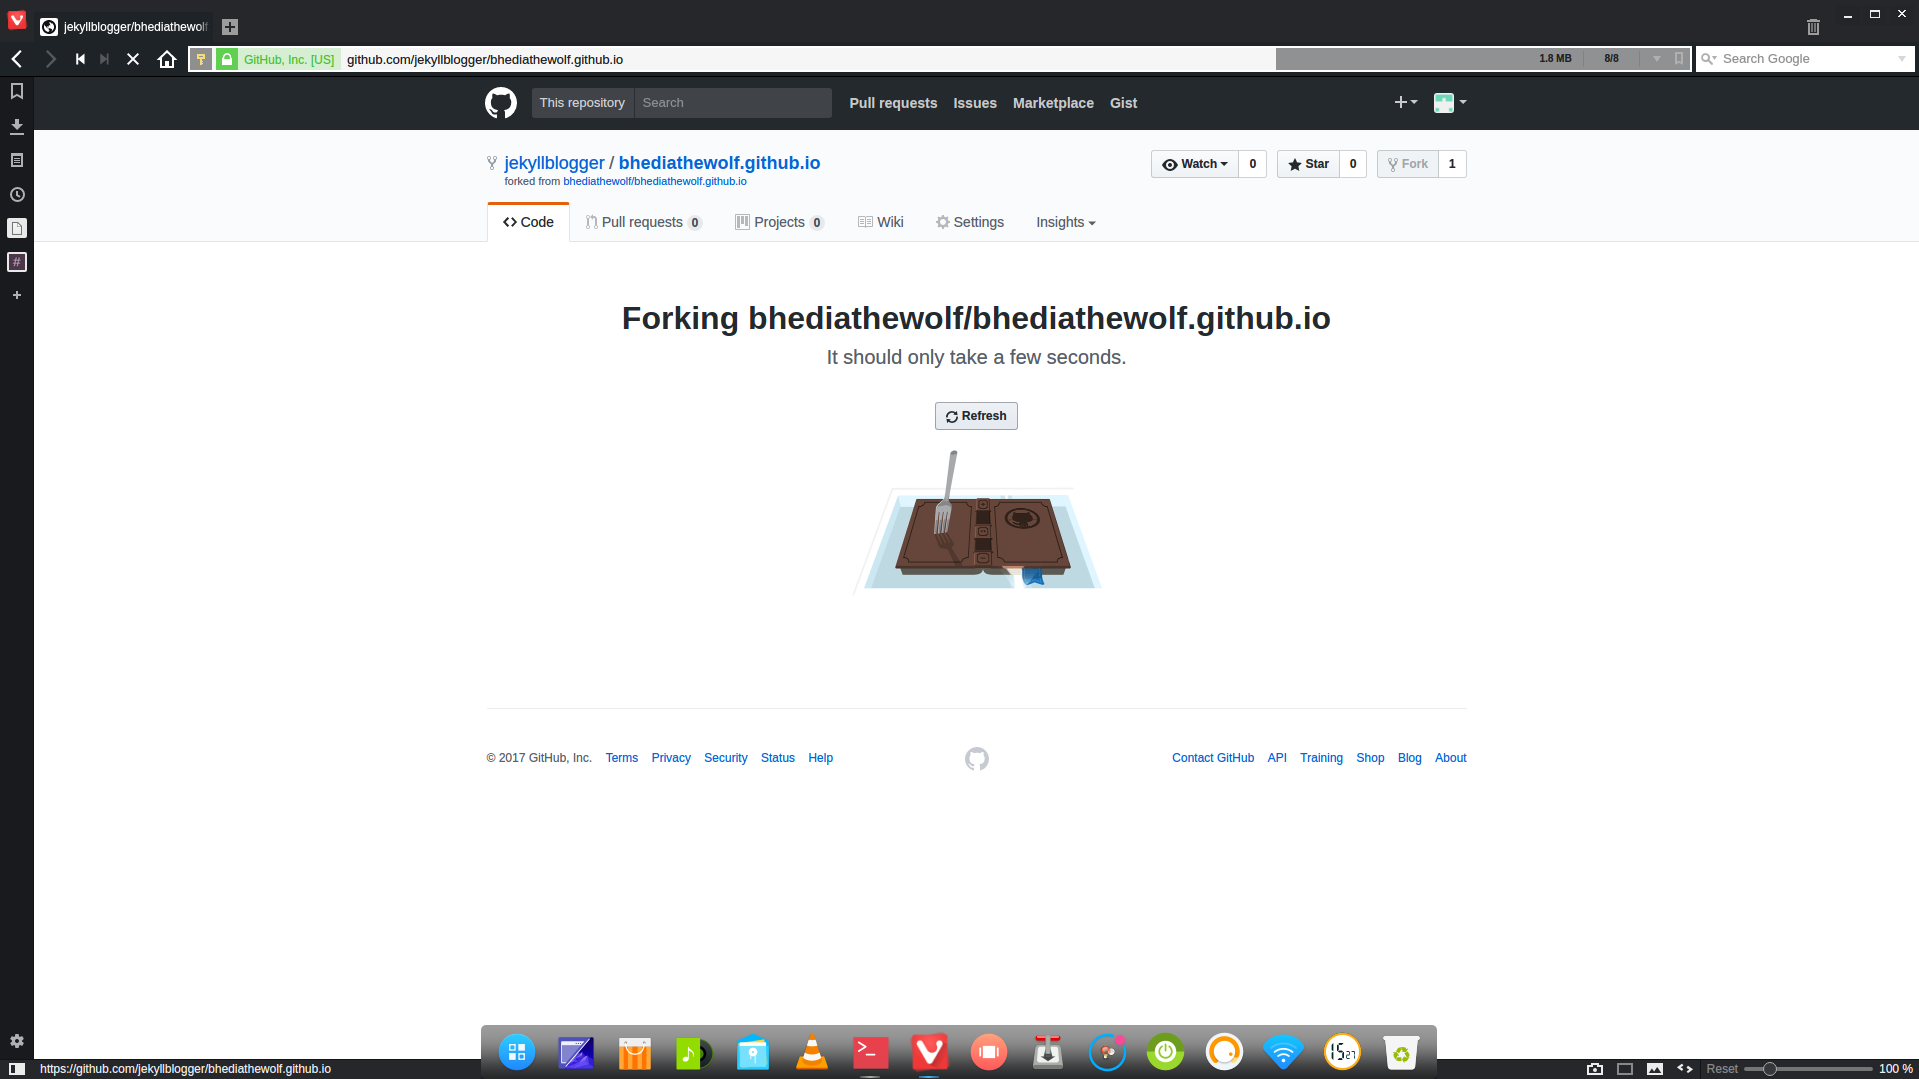 jekyllblogger/bhediathewolf
GitHub, Inc. [US] github.com/jekyllblogger/bhediathewolf.github.io 1.8 MB 8/8 Search Google
This repository Search Pull requests Issues Marketplace Gist
jekyllblogger / bhediathewolf.github.io Watch 0 Star 0 Fork 1
forked from bhediathewolf/bhediathewolf.github.io
Code Pull requests 0 Projects 0 Wiki Settings Insights
#
Forking bhediathewolf/bhediathewolf.github.io
It should only take a few seconds.
Refresh
© 2017 GitHub, Inc. Terms Privacy Security Status Help Contact GitHub API Training Shop Blog About
15:27
https://github.com/jekyllblogger/bhediathewolf.github.io Reset 100 %